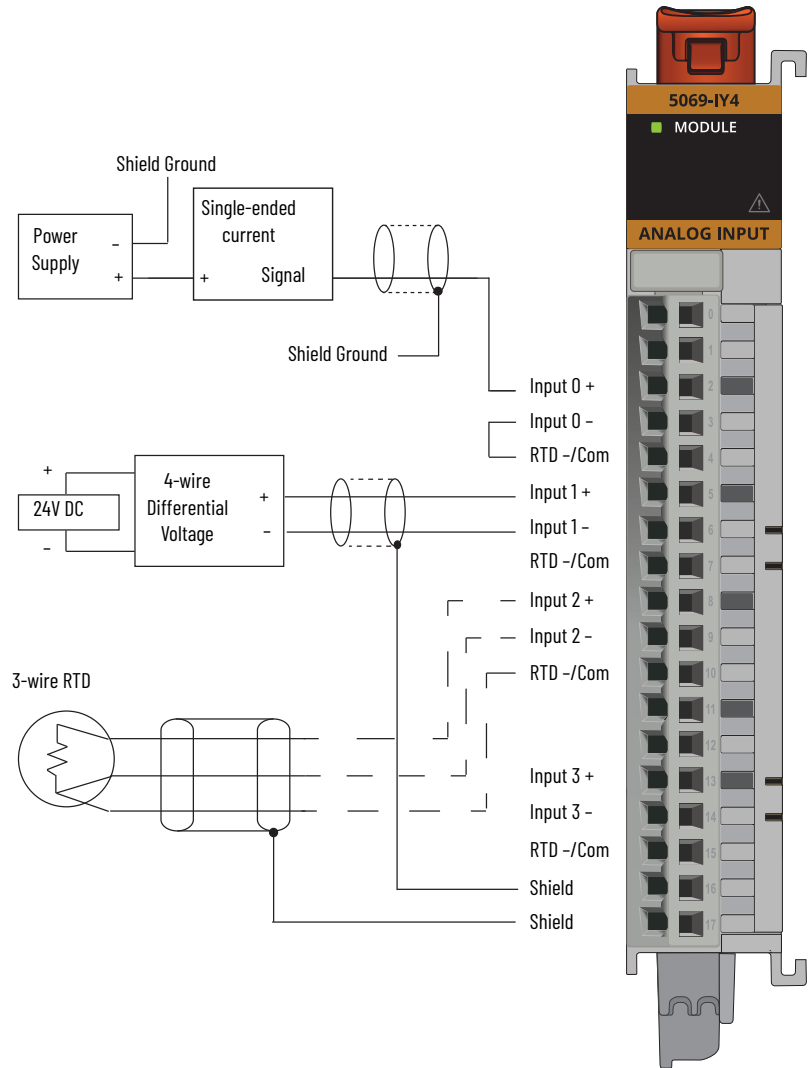 5069-IY4
MODULE
ANALOG INPUT
Shield Ground
Power
Supply
–
+
Single-ended
current
+
Signal
Shield Ground
Input 0 +
Input 0 –
RTD –/Com
+
24V DC
–
4-wire
Differential
Voltage
+
–
Input 1 +
Input 1 –
RTD –/Com
Input 2 +
Input 2 –
RTD –/Com
3-wire RTD
Input 3 +
Input 3 –
RTD –/Com
Shield
Shield
0
1
2
3
4
5
6
7
8
9
10
11
12
13
14
15
16
17